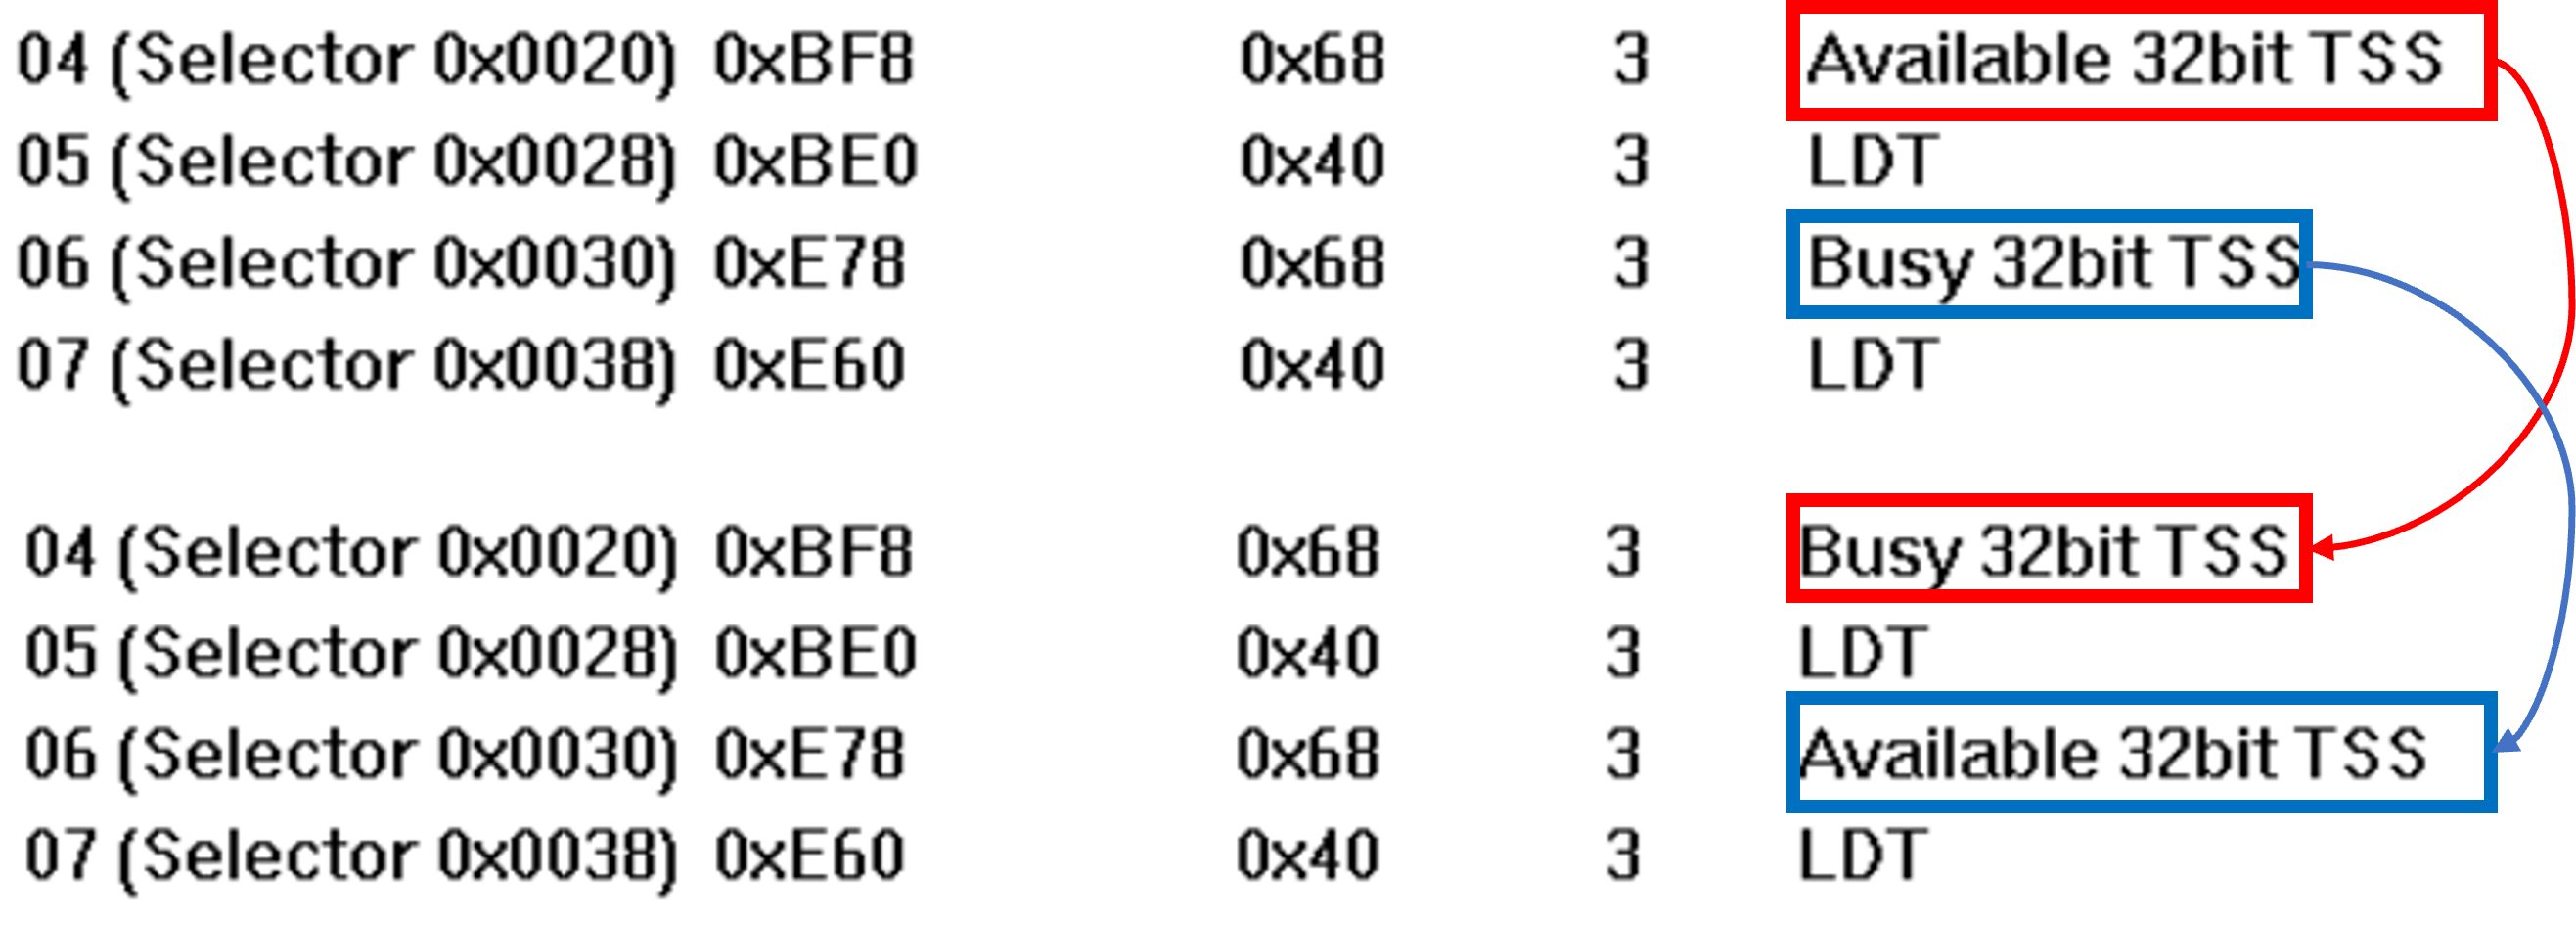 04 (Selector 0x0020) 0xBF8 0x68 3 Available 32bit TSS
05 (Selector 0x0028) 0xBE0 0x40 3 LDT
06 (Selector 0x0030) 0xE78 0x68 3 Busy 32bit TSS
07 (Selector 0x0038) 0xE60 0x40 3 LDT
04 (Selector 0x0020) 0xBF8 0x68 3 Busy 32bit TSS
05 (Selector 0x0028) 0xBE0 0x40 3 LDT
06 (Selector 0x0030) 0xE78 0x68 3 Available 32bit TSS
07 (Selector 0x0038) 0xE60 0x40 3 LDT